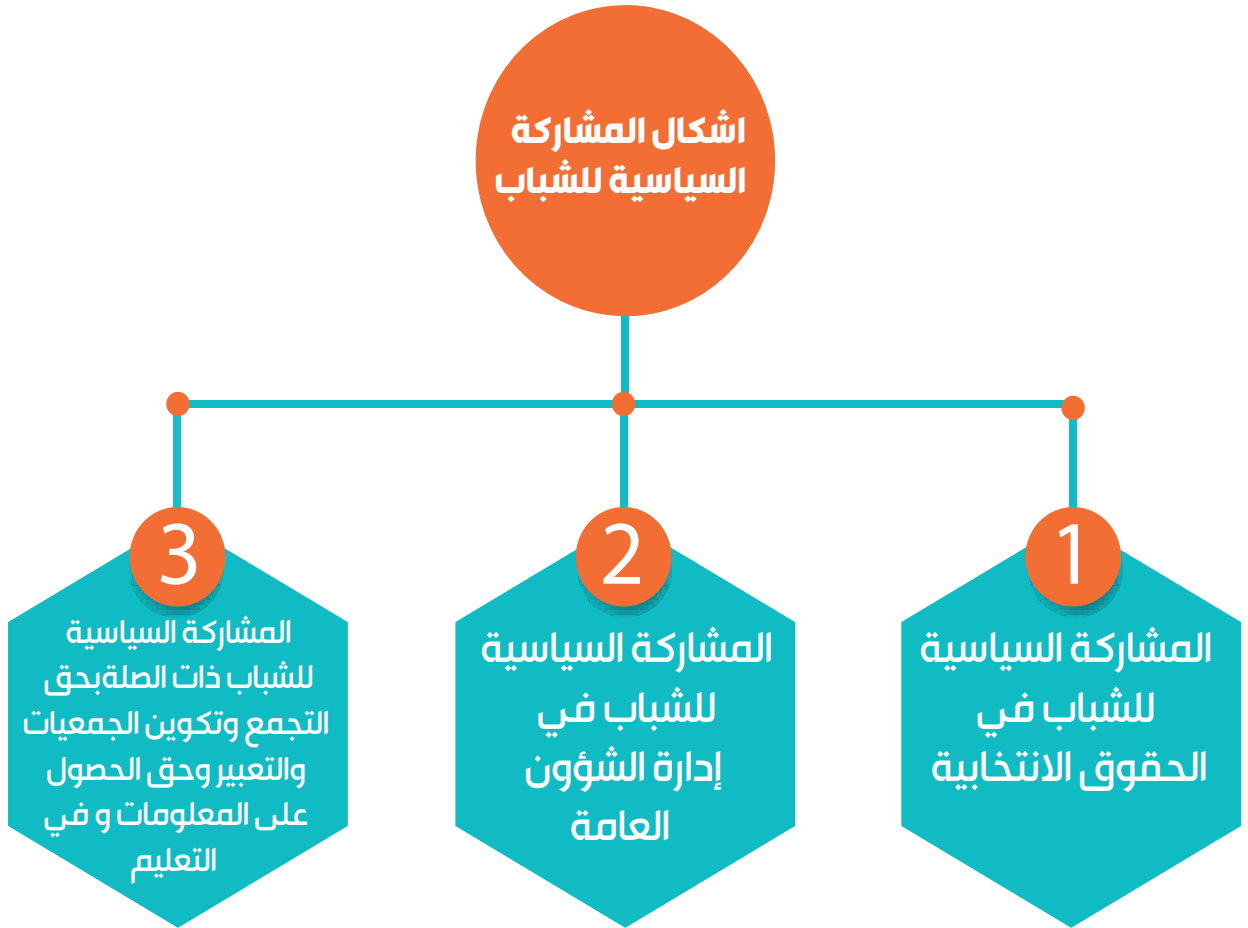 اشكال المشاركة
السياسية للشباب
1
المشاركة السياسية
للشباب في
الحقوق الانتخابية
2
المشاركة السياسية
للشباب في
إدارة الشؤون
العامة
3
المشاركة السياسية
للشباب ذات الصلةبحق
التجمع وتكوين الجمعيات
والتعبير وحق الحصول
على المعلومات و في
التعليم